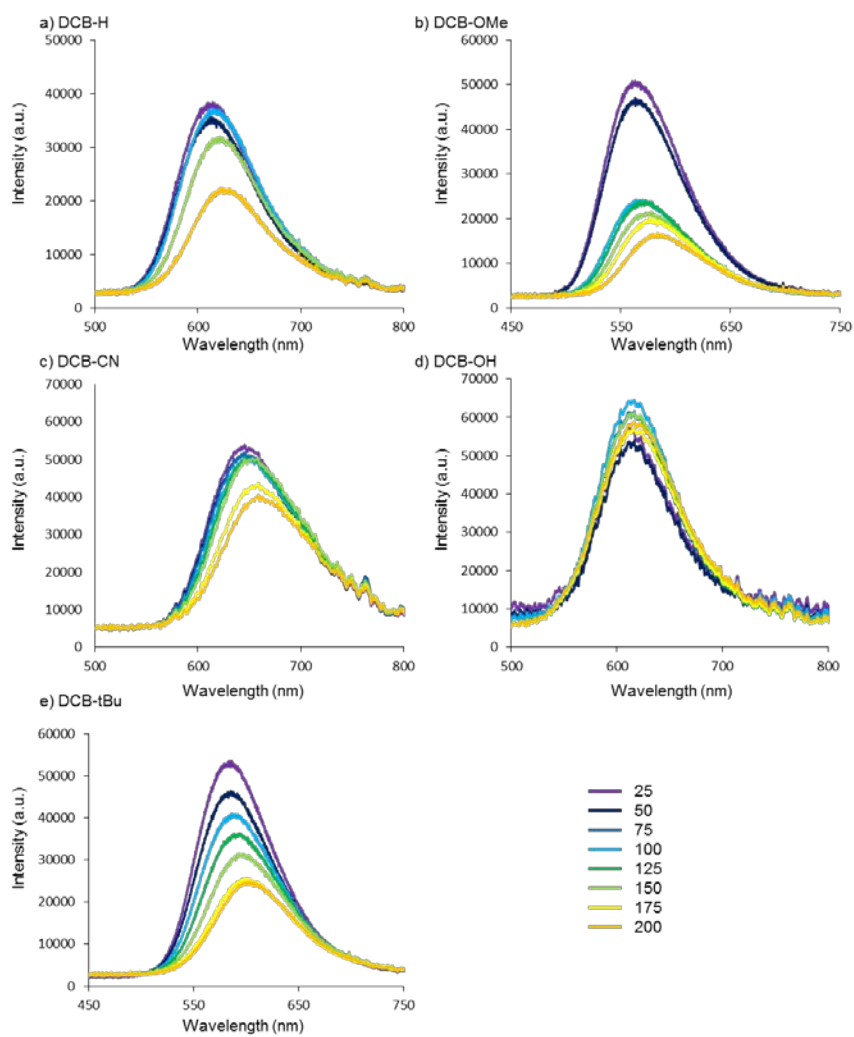 a) DCB-H
Intensity (a.u.)
50000
40000
30000
20000
10000
0
500 600 700 800
Wavelength (nm)
b) DCB-OMe
Intensity (a.u.)
60000
50000
40000
30000
20000
10000
0
450 550 650 750
Wavelength (nm)
c) DCB-CN
Intensity (a.u.)
70000
60000
50000
40000
30000
20000
10000
0
500 600 700 800
Wavelength (nm)
d) DCB-OH
Intensity (a.u.)
70000
60000
50000
40000
30000
20000
10000
0
500 600 700 800
Wavelength (nm)
e) DCB-tBu
Intensity (a.u.)
60000
50000
40000
30000
20000
10000
0
450 550 650 750
Wavelength (nm)
25
50
75
100
125
150
175
200